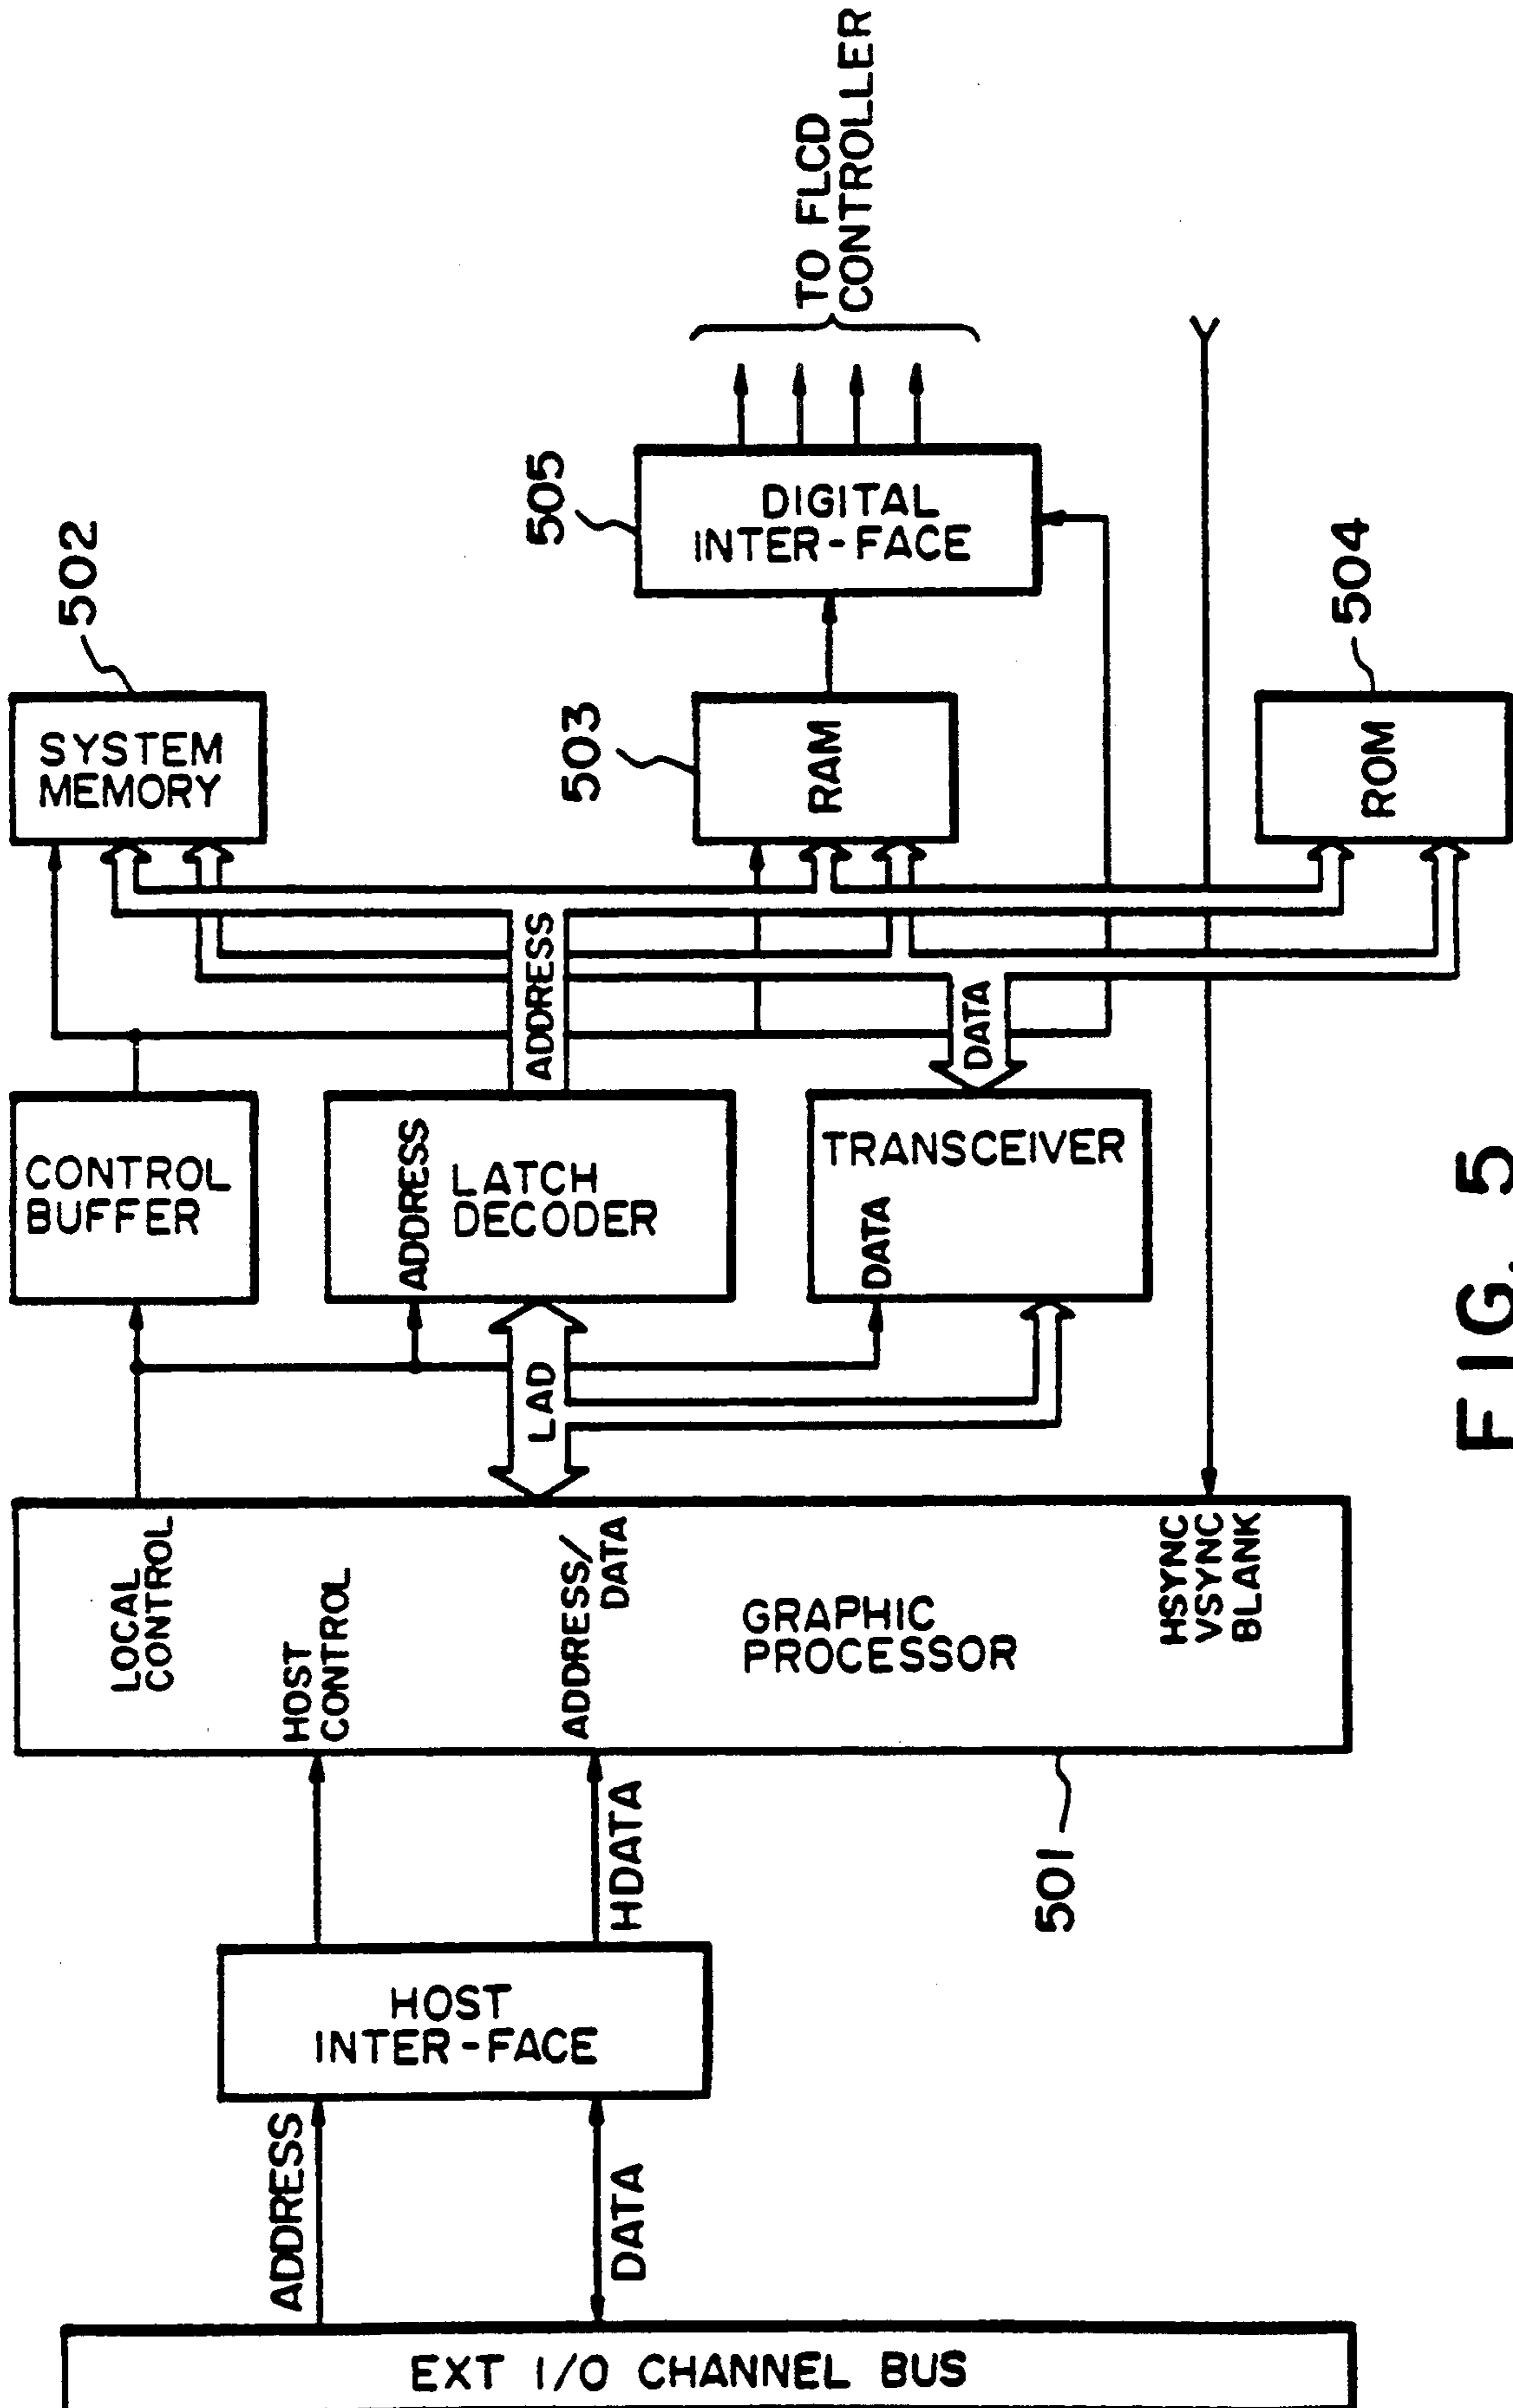 EXT I/O CHANNEL BUS
ADDRESS
DATA
HOST
INTER-FACE
HDATA
LOCAL
CONTROL
HOST
CONTROL
ADDRESS/
DATA
GRAPHIC
PROCESSOR
HSYNC
VSYNC
BLANK
501
LAD
CONTROL
BUFFER
ADDRESS
LATCH
DECODER
TRANSCEIVER
DATA
ADDRESS
DATA
SYSTEM
MEMORY
502
RAM
503
ROM
504
DIGITAL
INTER-FACE
505
TO FLCD
CONTROLLER
FIG. 5